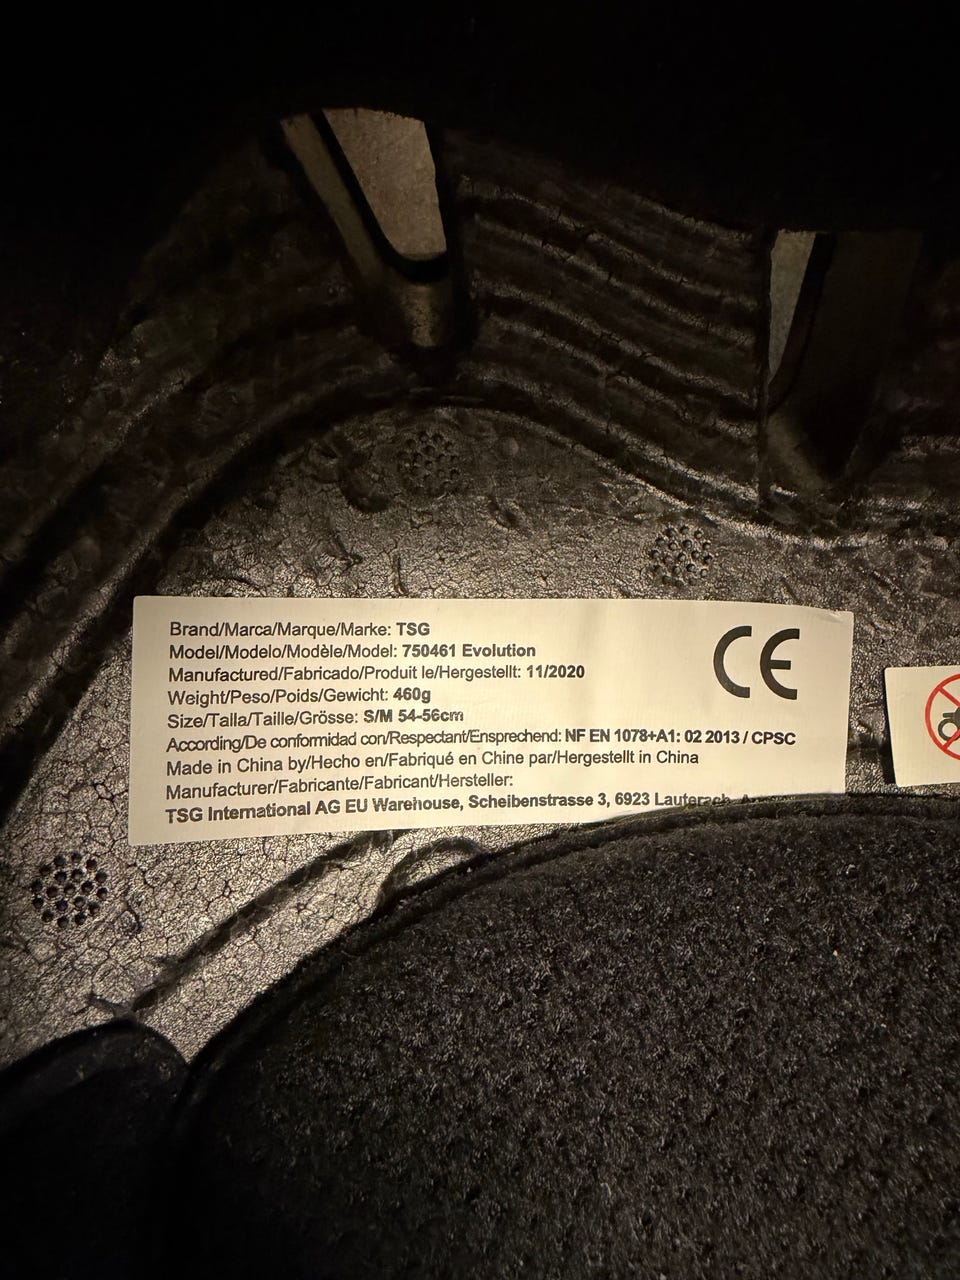 Brand/Marca/Marque/Marke: TSG
Model/Modelo/Modèle/Model: 750461 Evolution
Manufactured/Fabricado/Produit le/Hergestellt: 11/2020
Weight/Peso/Poids/Gewicht: 460g
Size/Talla/Taille/Grösse: S/M 54-56cm
According/De conformidad con/Respectant/Ensprechend: NF EN 1078+A1: 02 2013 / CPSC
Made in China by/Hecho en/Fabriqué en Chine par/Hergestellt in China
Manufacturer/Fabricante/Fabricant/Hersteller:
TSG International AG EU Warehouse, Scheibenstrasse 3, 6923 Lauterach,
CE